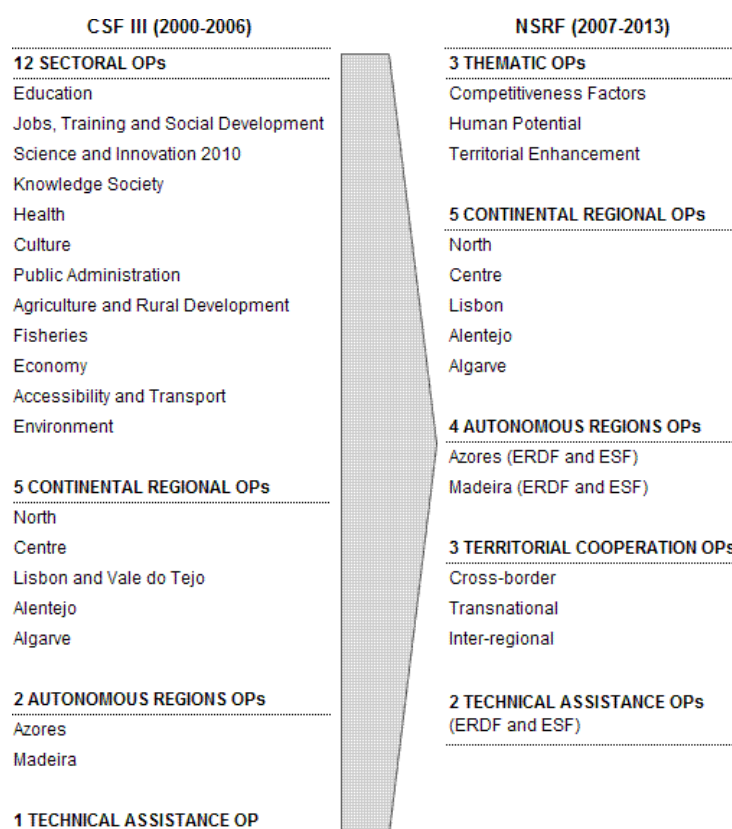 CSF III (2000-2006)
12 SECTORAL OPs
Education
Jobs, Training and Social Development
Science and Innovation 2010
Knowledge Society
Health
Culture
Public Administration
Agriculture and Rural Development
Fisheries
Economy
Accessibility and Transport
Environment
5 CONTINENTAL REGIONAL OPs
North
Centre
Lisbon and Vale do Tejo
Alentejo
Algarve
2 AUTONOMOUS REGIONS OPs
Azores
Madeira
1 TECHNICAL ASSISTANCE OP
NSRF (2007-2013)
3 THEMATIC OPs
Competitiveness Factors
Human Potential
Territorial Enhancement
5 CONTINENTAL REGIONAL OPs
North
Centre
Lisbon
Alentejo
Algarve
4 AUTONOMOUS REGIONS OPs
Azores (ERDF and ESF)
Madeira (ERDF and ESF)
3 TERRITORIAL COOPERATION OPs
Cross-border
Transnational
Inter-regional
2 TECHNICAL ASSISTANCE OPs
(ERDF and ESF)